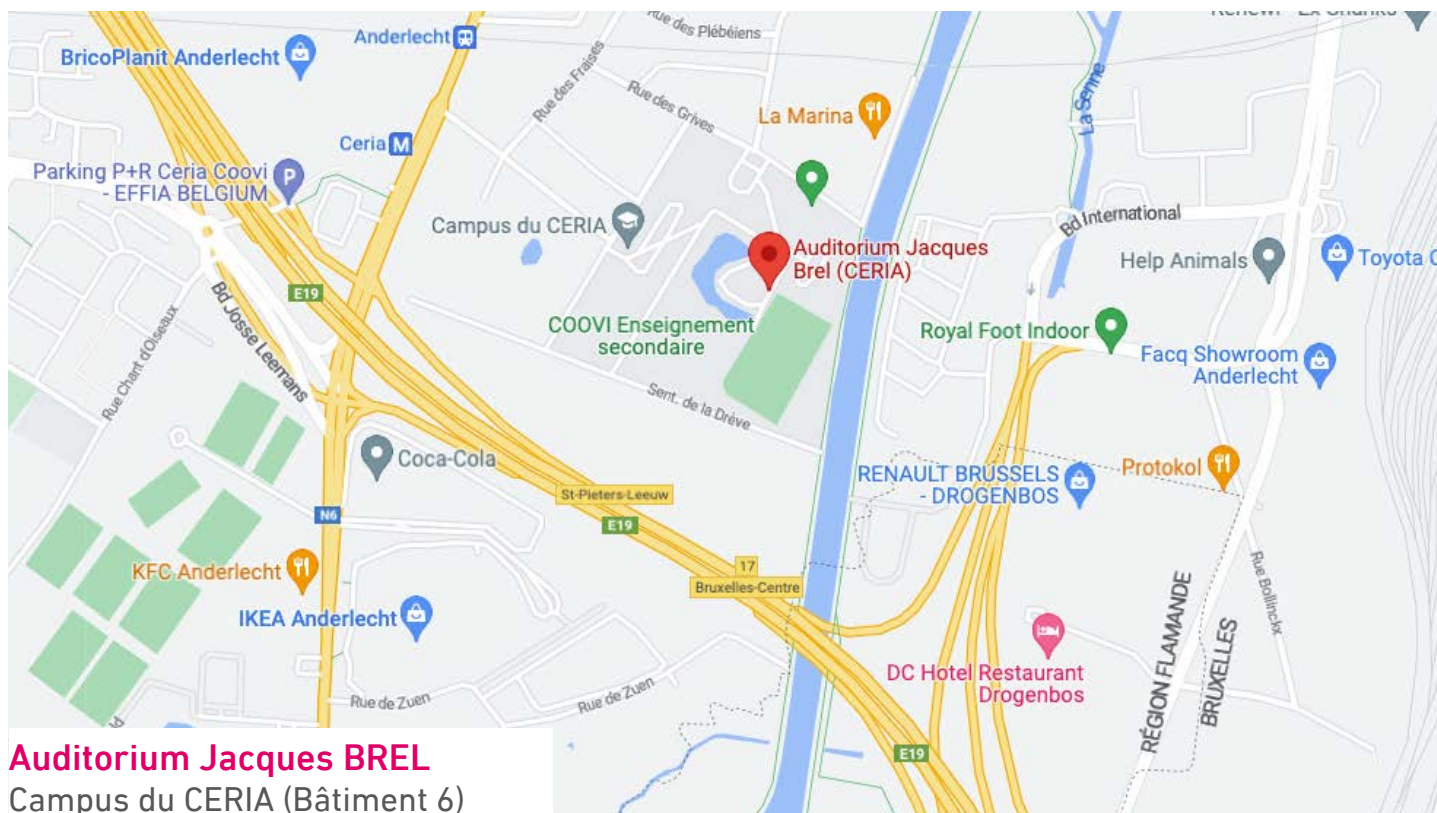 Rue des Plébéiens
Anderlecht
BricoPlanit Anderlecht
Rue des Fraises
Rue des Grives
La Marina
La Senne
Ceria M
Parking P+R Ceria Coovi
- EFFIA BELGIUM
P
Campus du CERIA
Bd International
Auditorium Jacques
Brel (CERIA)
Help Animals
Toyota
E19
Bd Josse Leemans
Rue Chant d'Oiseaux
COOVI Enseignement
secondaire
Royal Foot Indoor
Facq Showroom
Anderlecht
Sent. de la Drève
Coca-Cola
RENAULT BRUSSELS
- DROGENBOS
Protokol
St-Pieters-Leeuw
N6
E19
17
Bruxelles-Centre
KFC Anderlecht
IKEA Anderlecht
Rue Bollinckx
RÉGION FLAMANDE
BRUXELLES
DC Hotel Restaurant
Drogenbos
Rue de Zuen
Rue de Zuen
E19
Auditorium Jacques BREL
Campus du CERIA (Bâtiment 6)